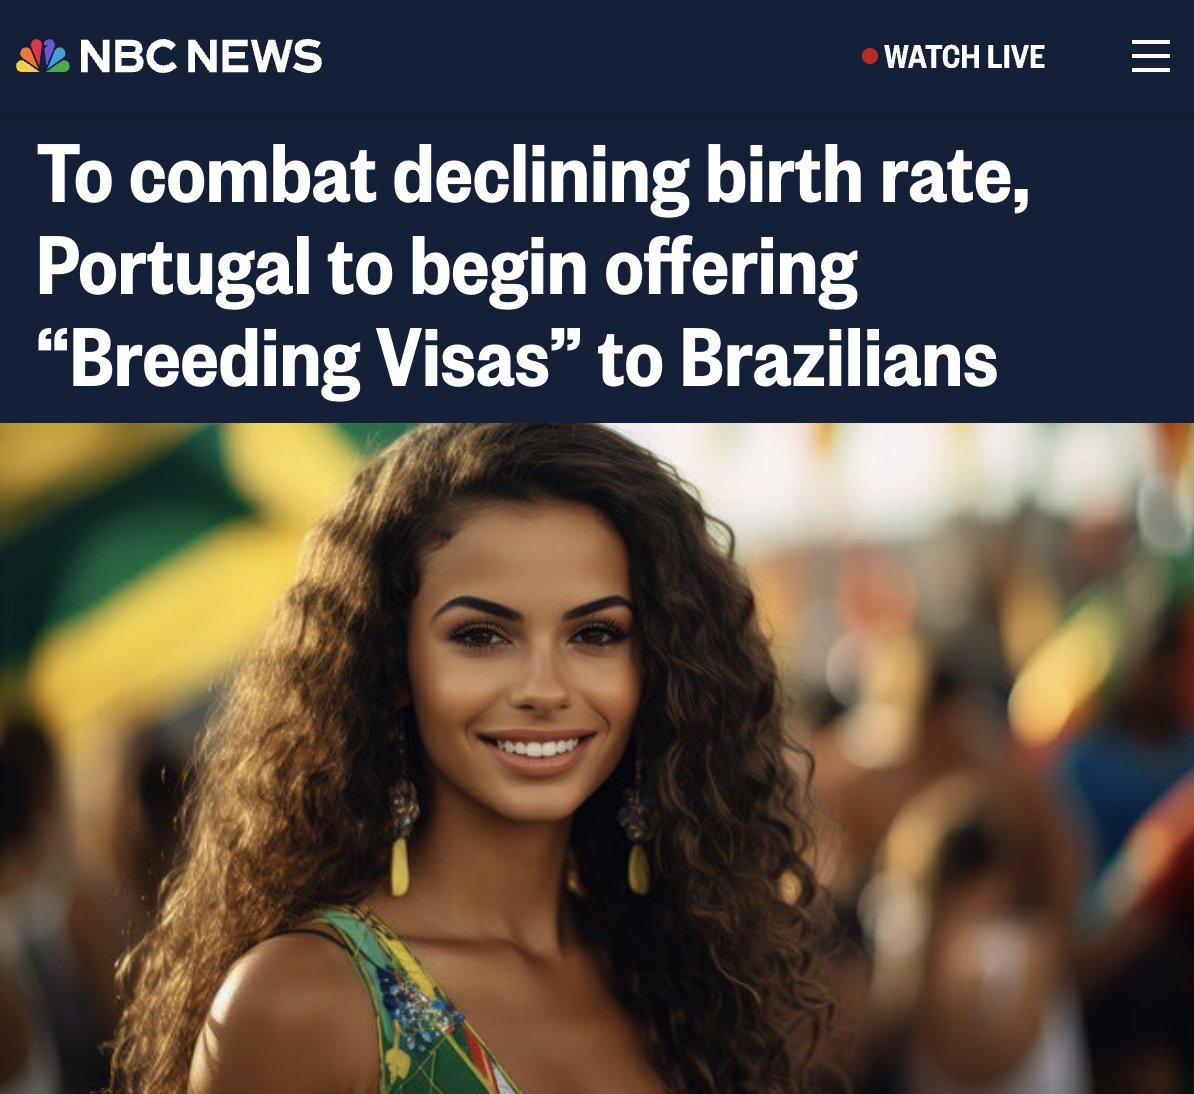 NBC NEWS
WATCH LIVE
To combat declining birth rate,
Portugal to begin offering
“Breeding Visas” to Brazilians